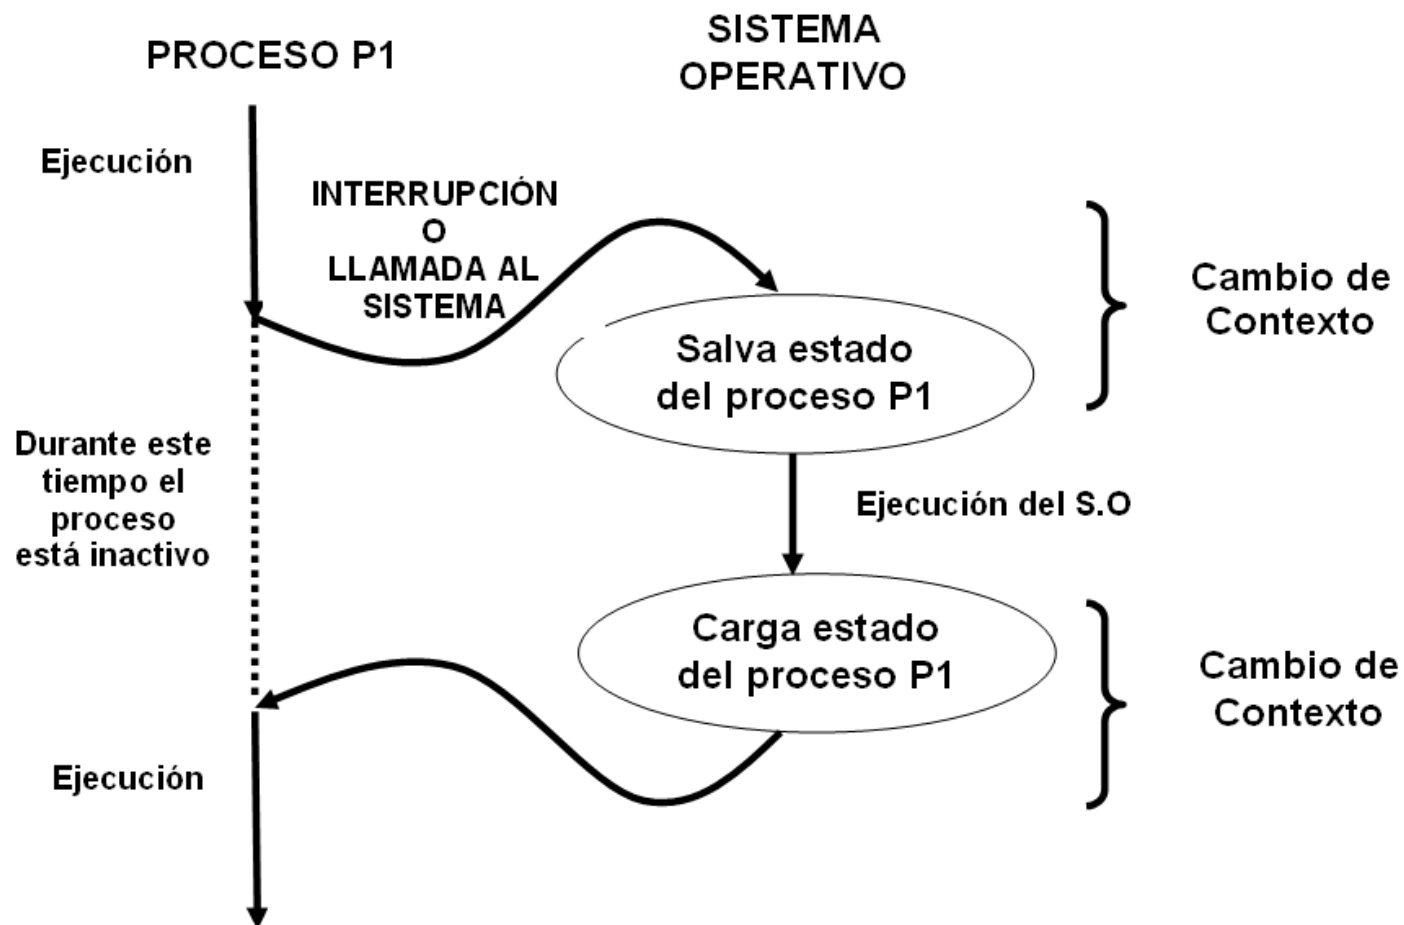 PROCESO P1
SISTEMA
OPERATIVO
Ejecución
INTERRUPCIÓN
O
LLAMADA AL
SISTEMA
Salva estado
del proceso P1
Cambio de
Contexto
Durante este
tiempo el
proceso
está inactivo
Ejecución del S.O
Carga estado
del proceso P1
Cambio de
Contexto
Ejecución